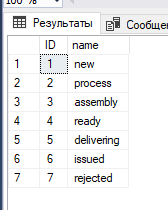 100 %
Результаты Сообщен
ID name
1 1 new
2 2 process
3 3 assembly
4 4 ready
5 5 delivering
6 6 issued
7 7 rejected